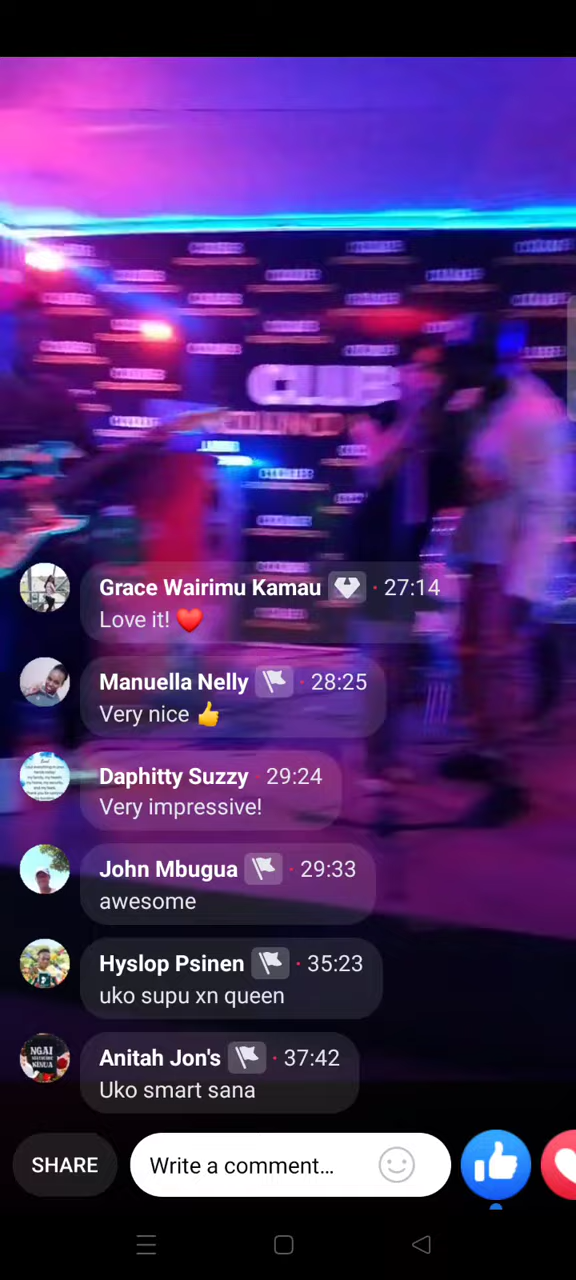 CLUB
Grace Wairimu Kamau · 27:14
Love it! ❤️
Manuella Nelly · 28:25
Very nice 👍
Daphitty Suzzy · 29:24
Very impressive!
John Mbugua · 29:33
awesome
Hyslop Psinen · 35:23
uko supu xn queen
Anitah Jon's · 37:42
Uko smart sana
SHARE
Write a comment...